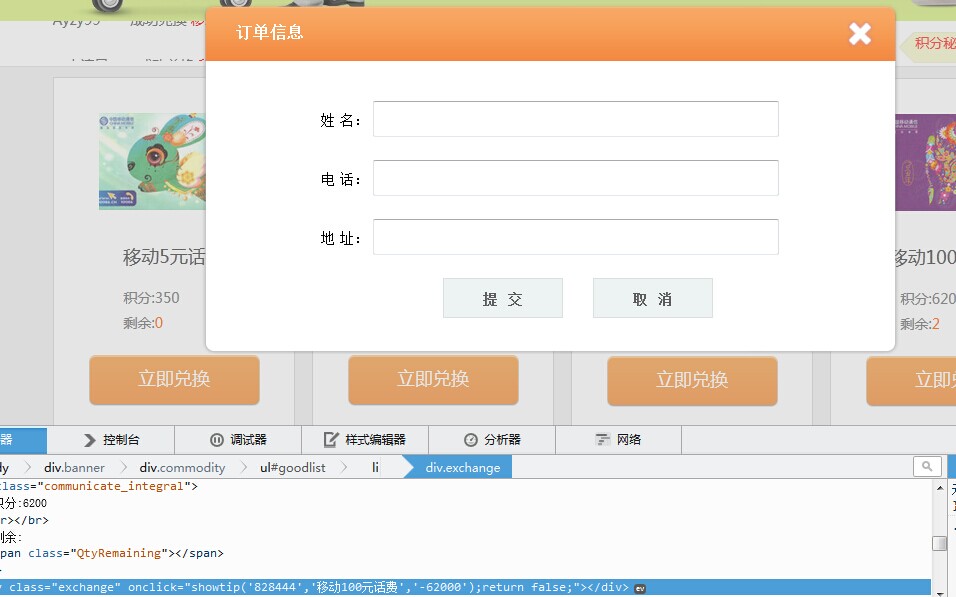 Ayzy99 成功兑换 移
订单信息
积分秘
姓 名：
电 话：
地 址：
提 交 取 消
移动5元话
移动100
积分:350
积分:620
剩余:0
剩余:2
立即兑换 立即兑换 立即兑换 立即兑
器 控制台 调试器 样式编辑器 分析器 网络
dy div.banner div.commodity ul#goodlist li div.exchange
class="communicate_integral">
积分:6200
r></br>
剩余:
pan class="QtyRemaining"></span>
>
v class="exchange" onclick="showtip('828444','移动100元话费','-62000');return false;"></div> ev